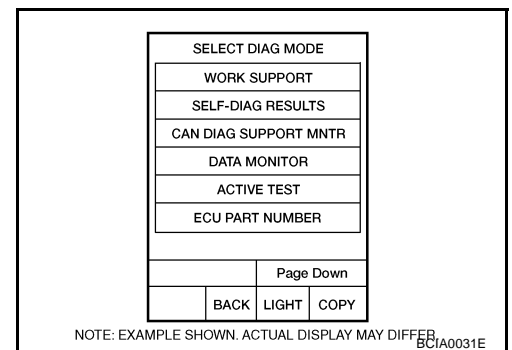 SELECT DIAG MODE
WORK SUPPORT
SELF-DIAG RESULTS
CAN DIAG SUPPORT MNTR
DATA MONITOR
ACTIVE TEST
ECU PART NUMBER
Page Down
BACK LIGHT COPY
NOTE: EXAMPLE SHOWN. ACTUAL DISPLAY MAY DIFFER
BCIA0031E